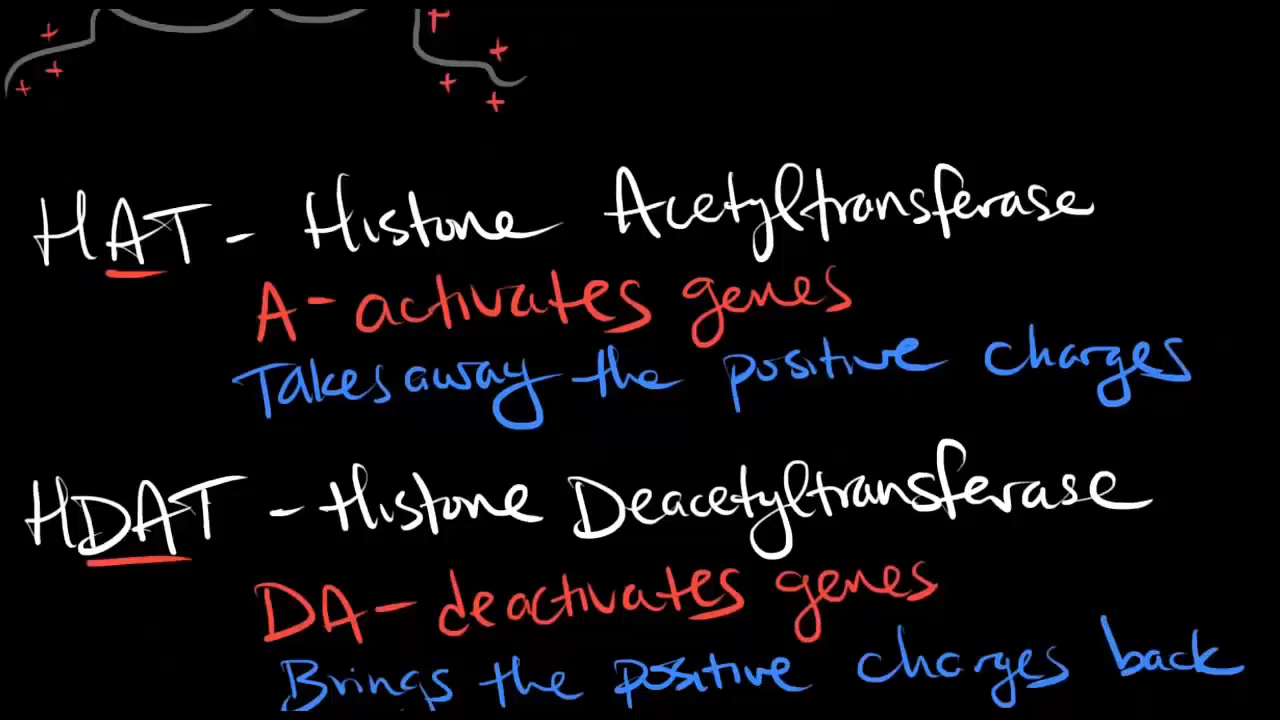 + + + + + + + +
HAT - Histone Acetyltransferase
A - activates genes
Takes away the positive charges
HDAT - Histone Deacetyltransferase
DA - deactivates genes
Brings the positive charges back